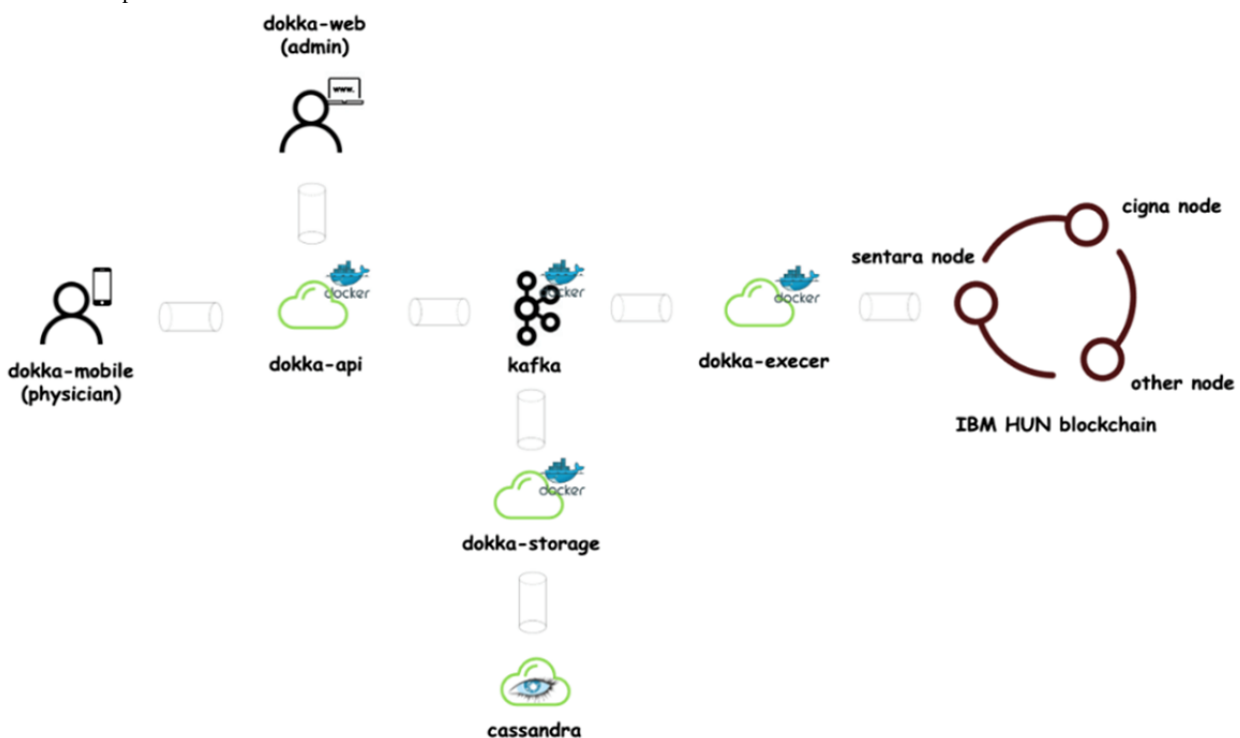 dokka-web
(admin)
www.
docker
docker
docker
sentara node
cigna node
dokka-mobile
(physician)
dokka-api
kafka
dokka-execer
other node
IBM HUN blockchain
docker
dokka-storage
cassandra